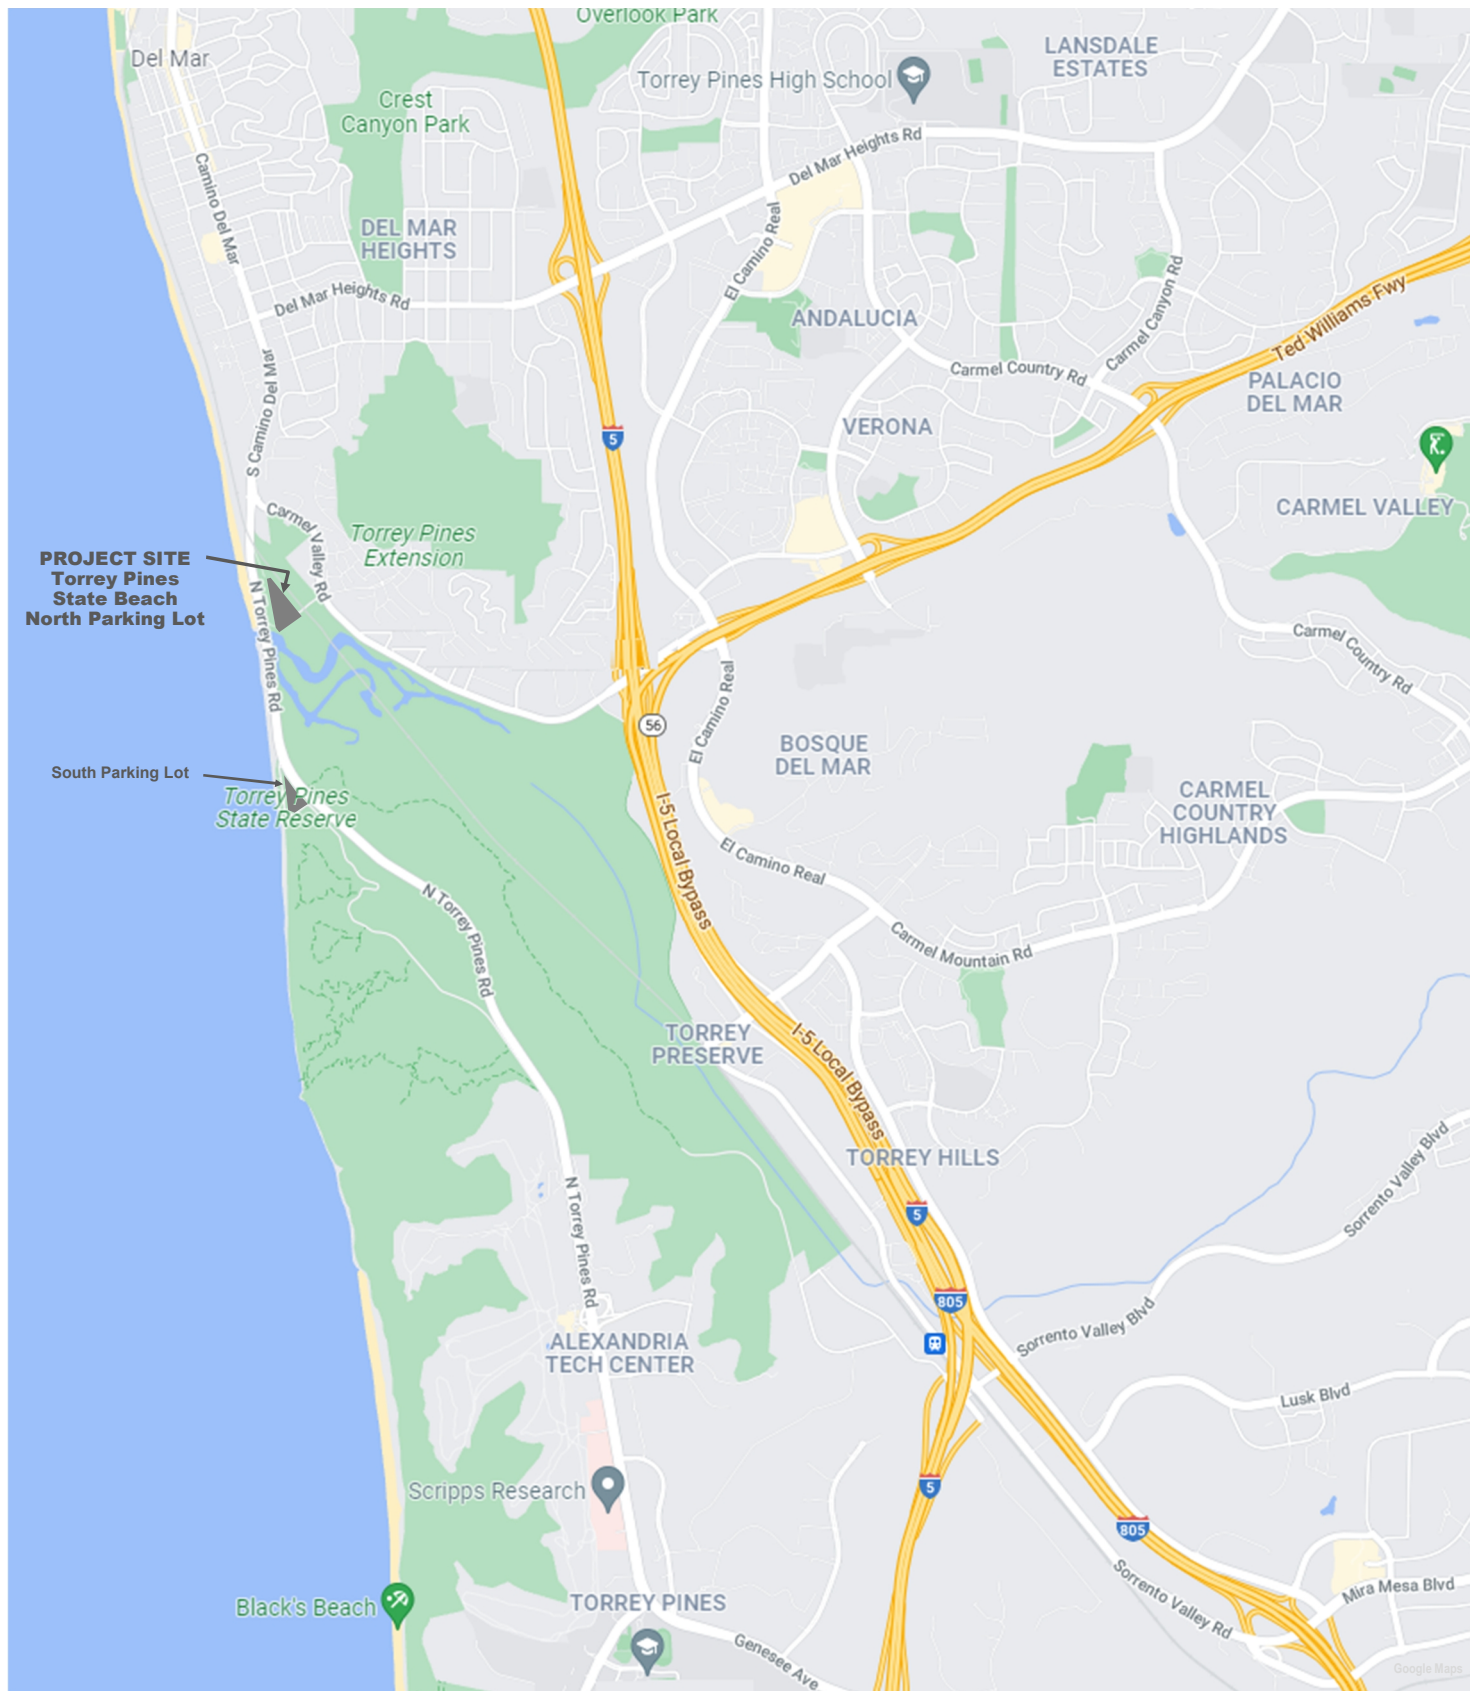 Overlook Park
Del Mar
LANSDALE
ESTATES
Torrey Pines High School
Crest
Canyon Park
Del Mar Heights Rd
Camino Del Mar
DEL MAR
HEIGHTS
El Camino Real
Del Mar Heights Rd
Carmel Canyon Rd
Ted Williams Fwy
ANDALUCIA
S Camino Del Mar
Carmel Country Rd
PALACIO
DEL MAR
VERONA
5
CARMEL VALLEY
Carmel Valley Rd
Torrey Pines
Extension
PROJECT SITE
Torrey Pines
State Beach
North Parking Lot
N Torrey Pines Rd
Carmel Country Rd
El Camino Real
56
BOSQUE
DEL MAR
South Parking Lot
Torrey Pines
State Reserve
I-5 Local Bypass
CARMEL
COUNTRY
HIGHLANDS
El Camino Real
N Torrey Pines Rd
Carmel Mountain Rd
TORREY
PRESERVE
I-5 Local Bypass
TORREY HILLS
Sorrento Valley Blvd
N Torrey Pines Rd
5
805
Sorrento Valley Blvd
ALEXANDRIA
TECH CENTER
Lusk Blvd
Scripps Research
5
805
Sorrento Valley Rd
Mira Mesa Blvd
Black's Beach
TORREY PINES
Genesee Ave
Google Maps